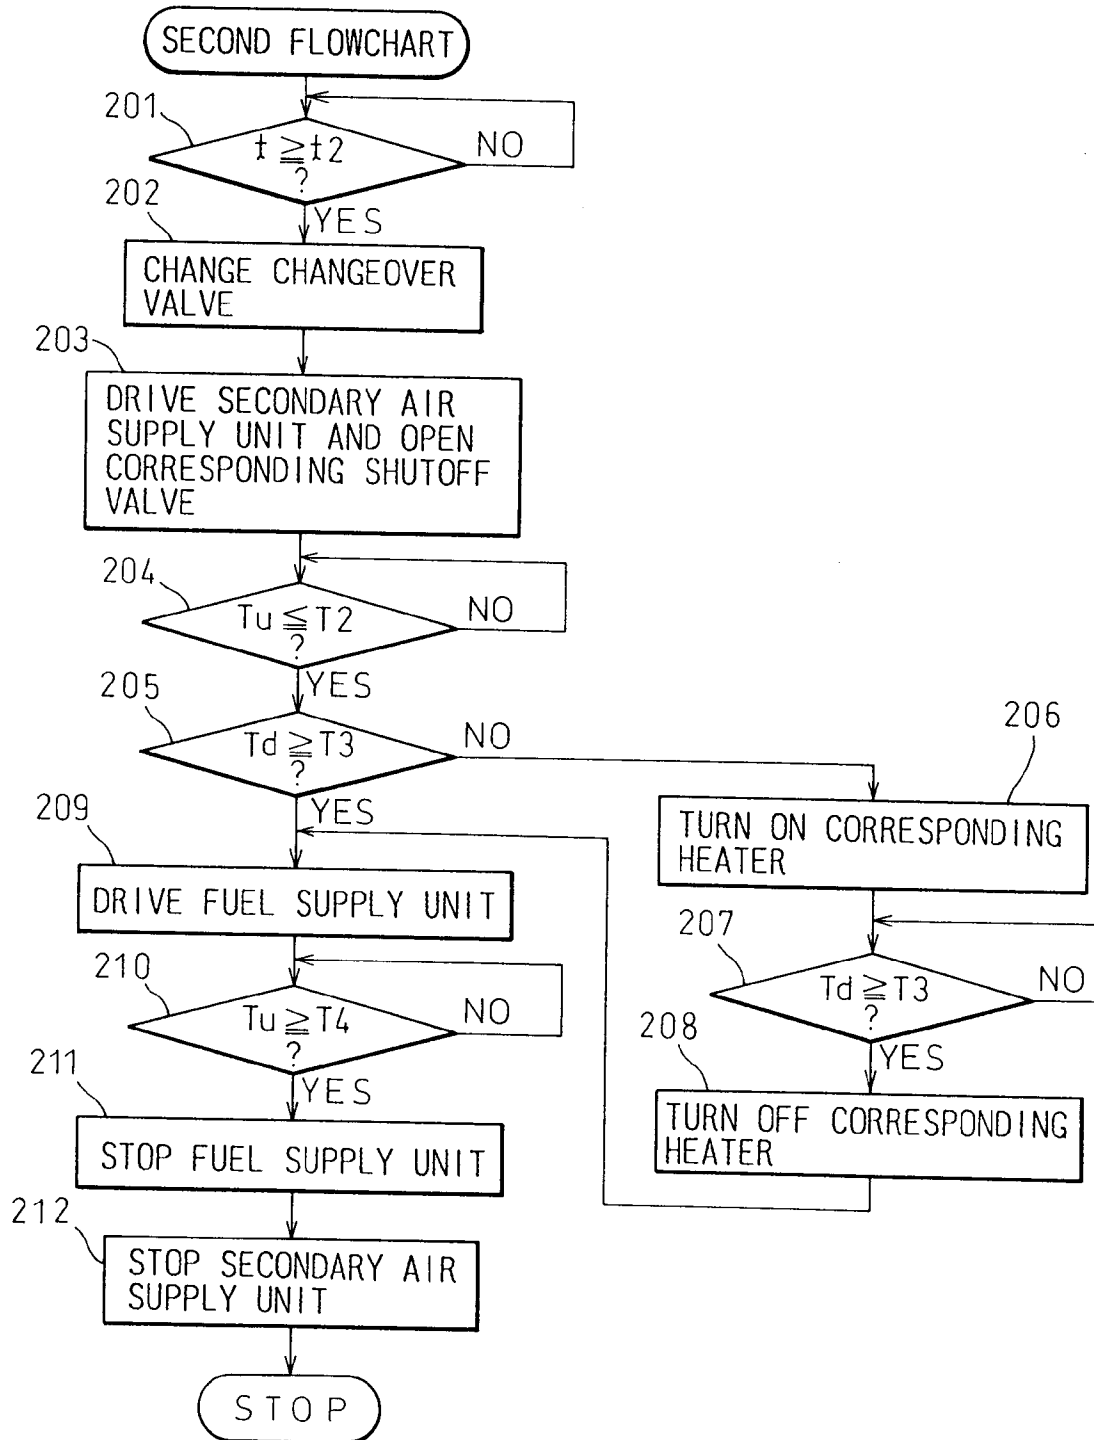 SECOND FLOWCHART
201
t ≧ t2
?
NO
YES
202
CHANGE CHANGEOVER
VALVE
203
DRIVE SECONDARY AIR
SUPPLY UNIT AND OPEN
CORRESPONDING SHUTOFF
VALVE
204
Tu ≦ T2
?
NO
YES
205
Td ≧ T3
?
NO
YES
206
TURN ON CORRESPONDING
HEATER
207
Td ≧ T3
?
NO
YES
208
TURN OFF CORRESPONDING
HEATER
209
DRIVE FUEL SUPPLY UNIT
210
Tu ≧ T4
?
NO
YES
211
STOP FUEL SUPPLY UNIT
212
STOP SECONDARY AIR
SUPPLY UNIT
STOP